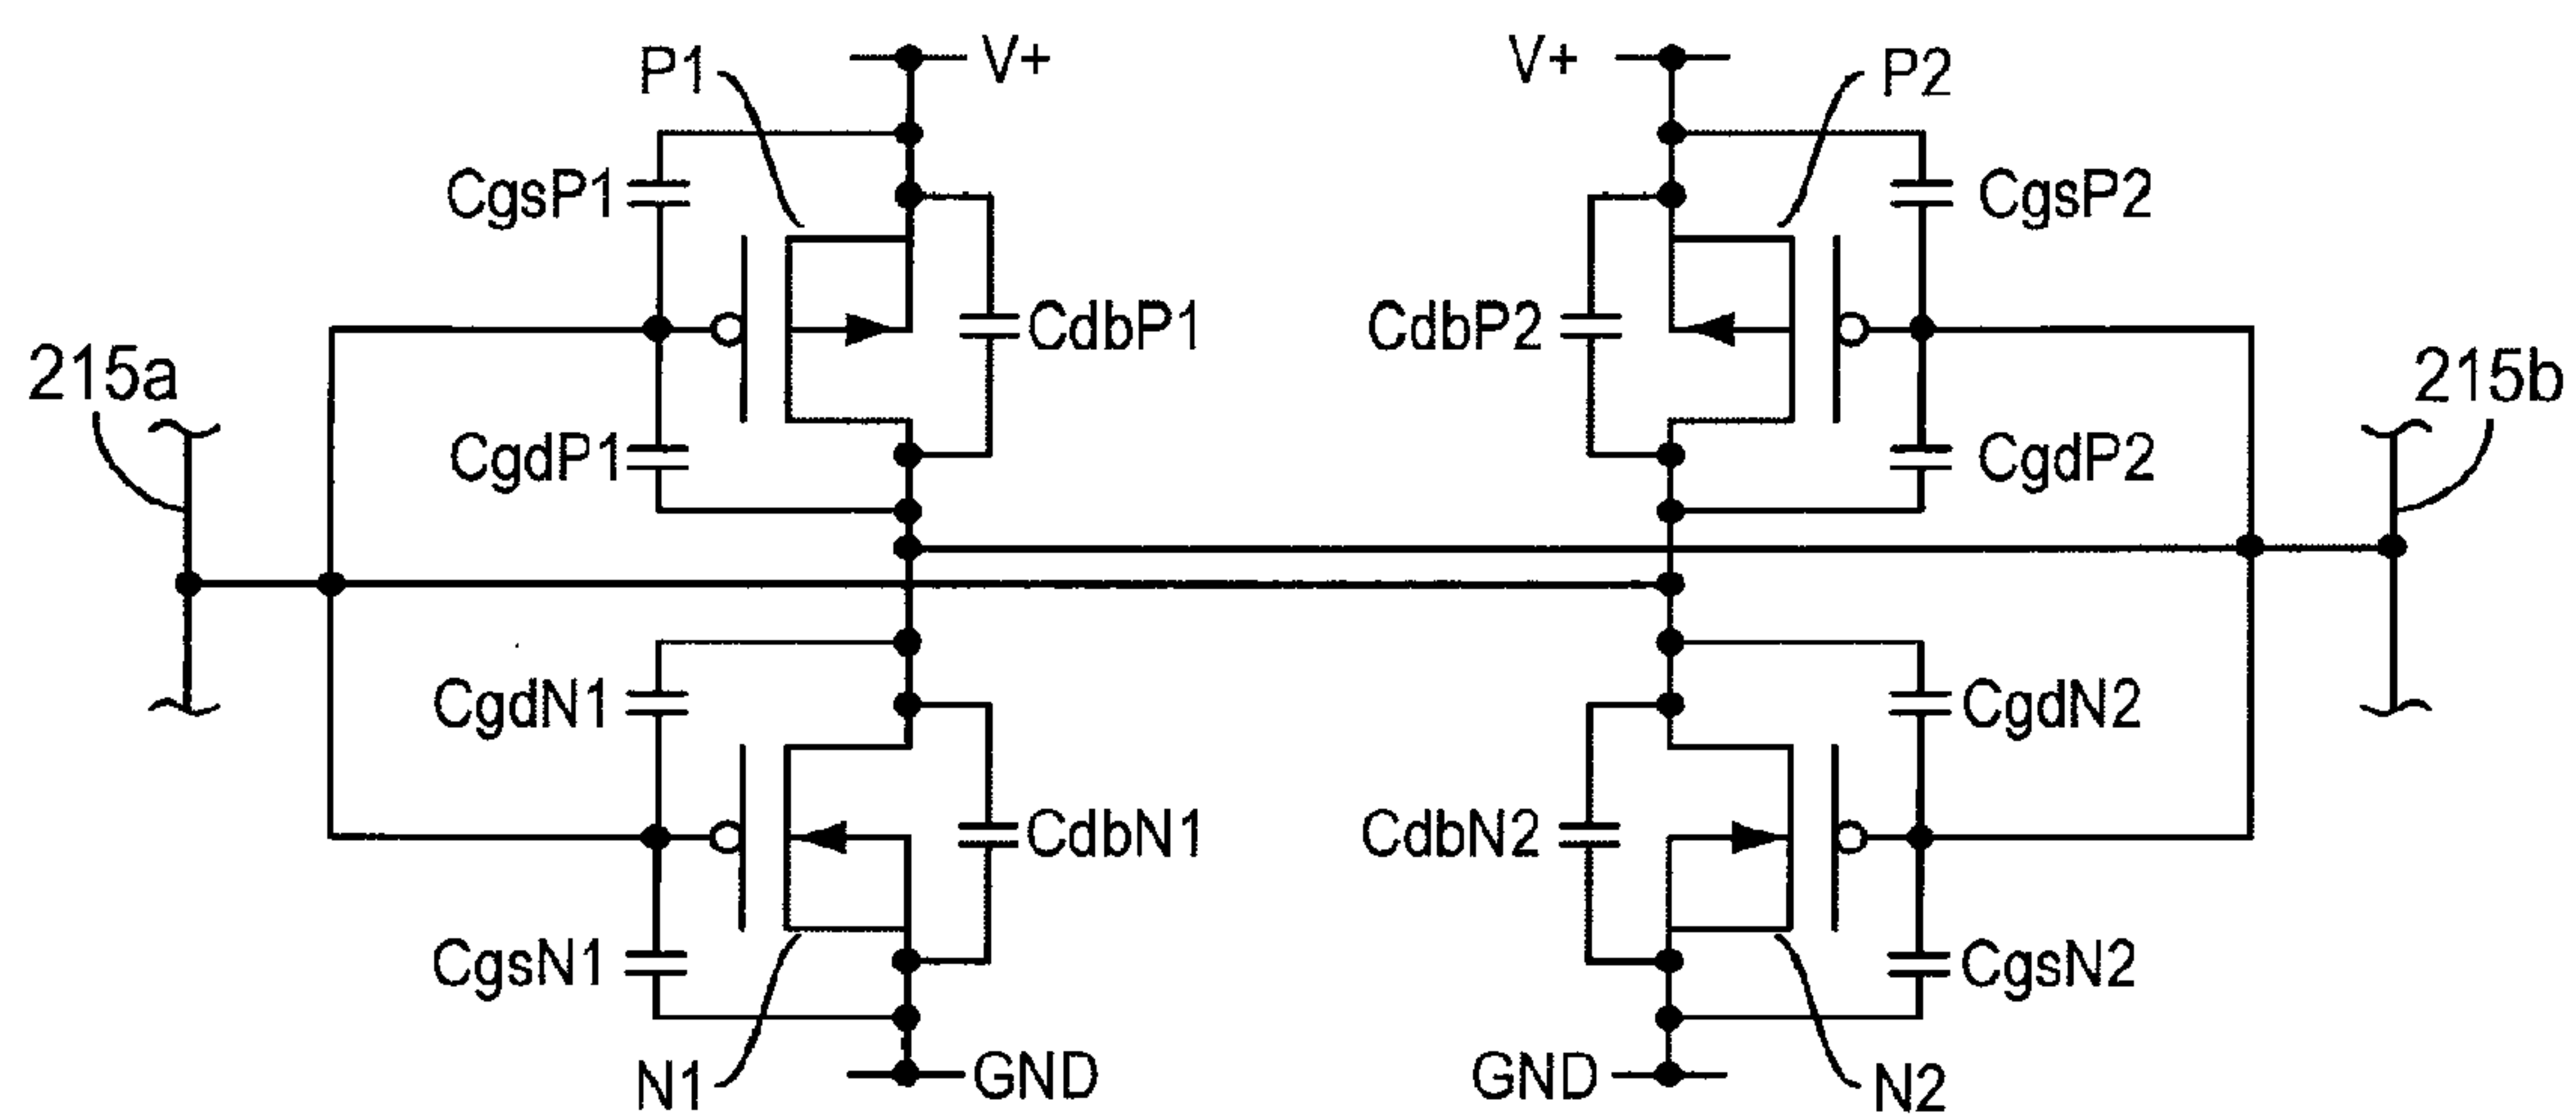 P1
V+
V+
P2
CgsP1
CgsP2
CdbP1
CdbP2
215a
215b
CgdP1
CgdP2
CgdN1
CgdN2
CdbN1
CdbN2
CgsN1
CgsN2
N1
GND
GND
N2